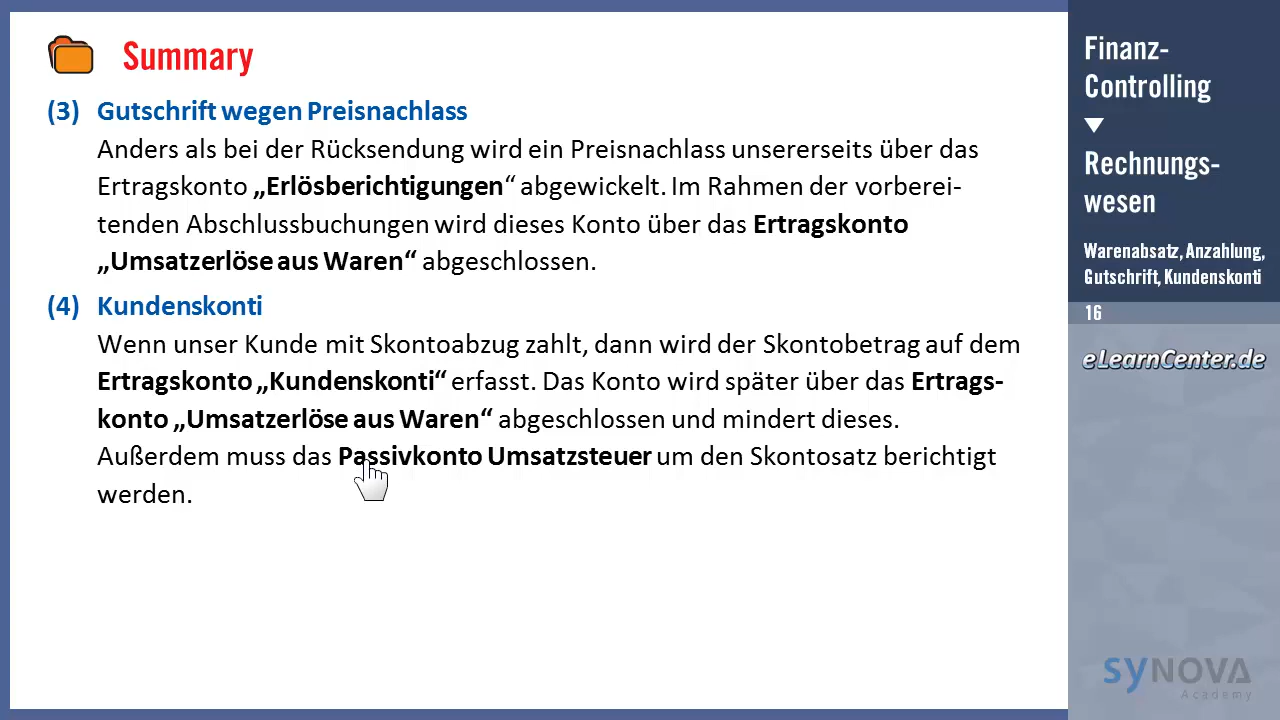 Summary
(3) Gutschrift wegen Preisnachlass
Anders als bei der Rücksendung wird ein Preisnachlass unsererseits über das
Ertragskonto „Erlösberichtigungen“ abgewickelt. Im Rahmen der vorberei-
tenden Abschlussbuchungen wird dieses Konto über das Ertragskonto
„Umsatzerlöse aus Waren“ abgeschlossen.
(4) Kundenskonti
Wenn unser Kunde mit Skontoabzug zahlt, dann wird der Skontobetrag auf dem
Ertragskonto „Kundenskonti“ erfasst. Das Konto wird später über das Ertrags-
konto „Umsatzerlöse aus Waren“ abgeschlossen und mindert dieses.
Außerdem muss das Passivkonto Umsatzsteuer um den Skontosatz berichtigt
werden.
Finanz-
Controlling
Rechnungs-
wesen
Warenabsatz, Anzahlung,
Gutschrift, Kundenskonti
16
eLearnCenter.de
syNOVA
Academy